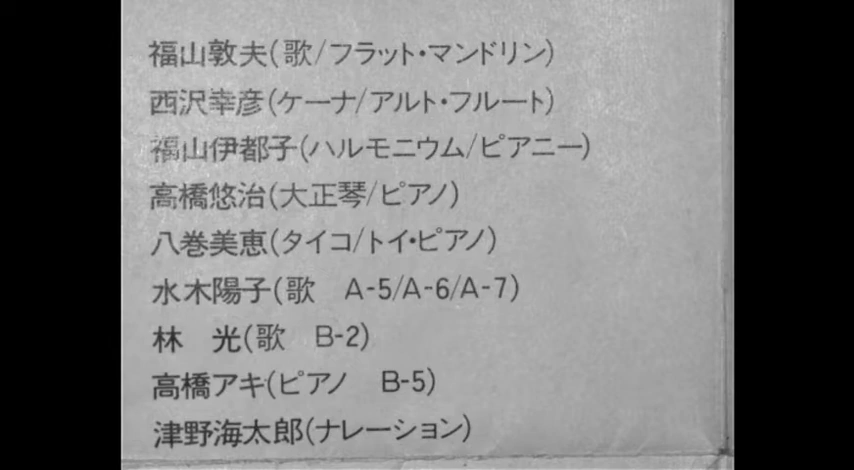 福山敦夫(歌/フラット・マンドリン)
西沢幸彦(ケーナ/アルト・フルート)
福山伊都子(ハルモニウム/ピアニー)
高橋悠治(大正琴/ピアノ)
八巻美恵(タイコ/トイ・ピアノ)
水木陽子(歌　A-5/A-6/A-7)
林　光(歌　B-2)
高橋アキ(ピアノ　B-5)
津野海太郎(ナレーション)